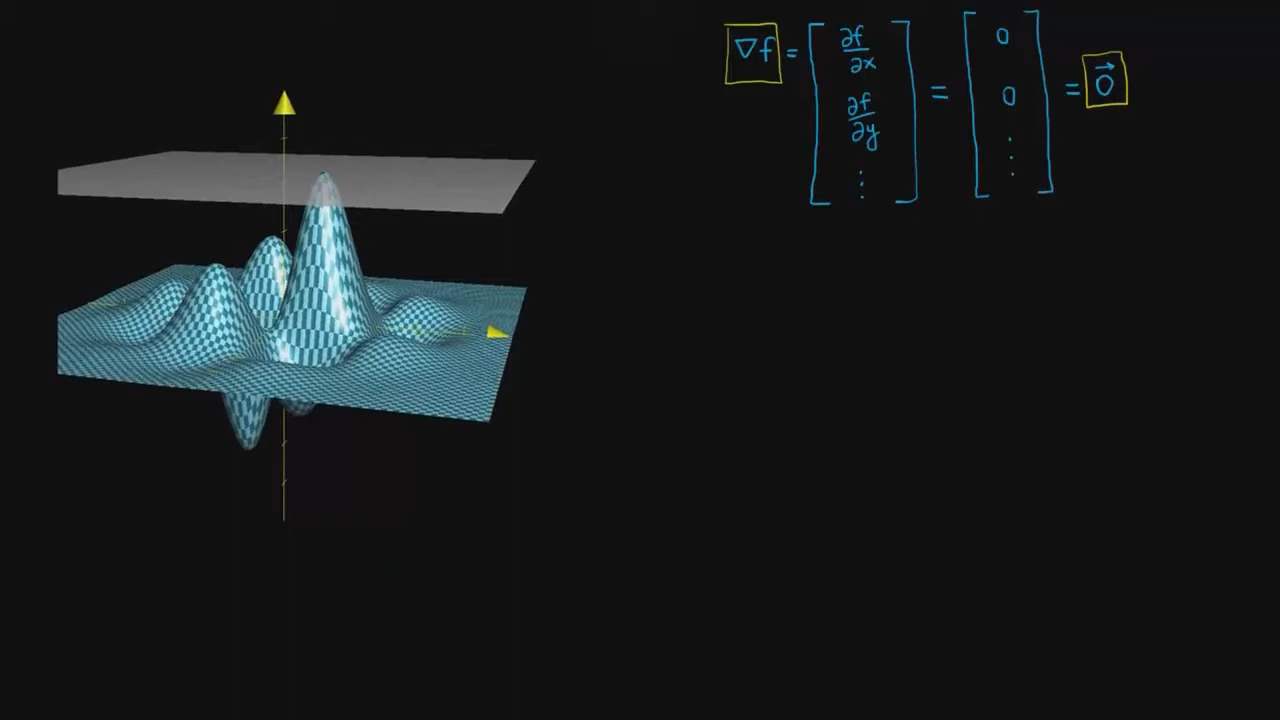 ∇f = [ ∂f/∂x ∂f/∂y ⋮ ] = [ 0 0 ⋮ ] = 0⃗